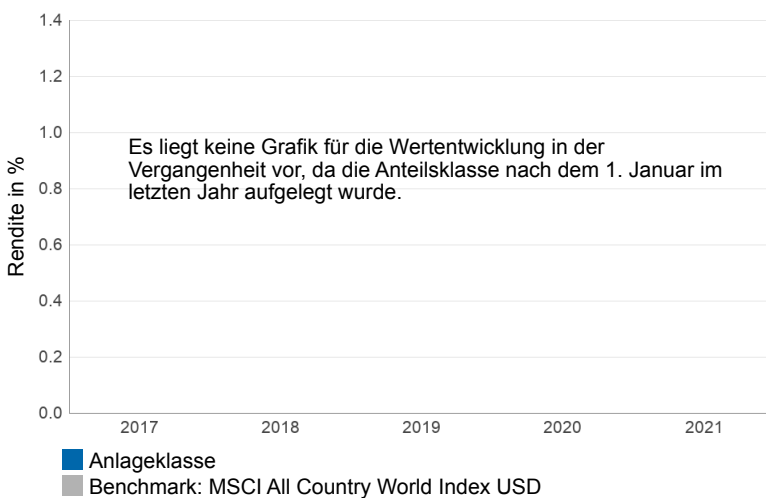 1.4
1.2
1.0
Es liegt keine Grafik für die Wertentwicklung in der
Vergangenheit vor, da die Anteilsklasse nach dem 1. Januar im
letzten Jahr aufgelegt wurde.
0.8
0.6
0.4
0.2
0.0
Rendite in %
2017 2018 2019 2020 2021
Anlageklasse
Benchmark: MSCI All Country World Index USD